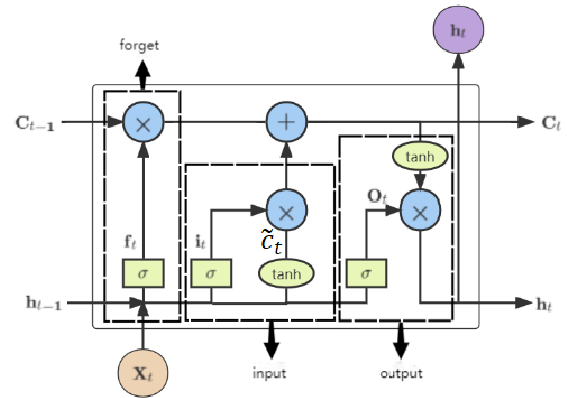 h_t
forget
C_{t−1}
×
+
C_t
tanh
O_t
×
×
f_t
i_t
c̃_t
σ
σ
tanh
σ
h_{t−1}
h_t
X_t
input
output